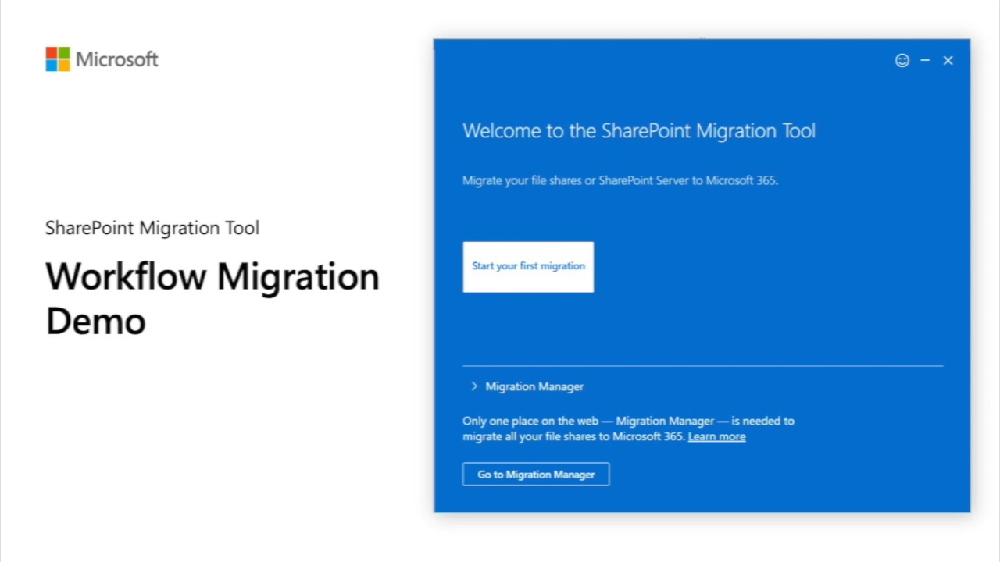 Microsoft
SharePoint Migration Tool
Workflow Migration
Demo
Welcome to the SharePoint Migration Tool
Migrate your file shares or SharePoint Server to Microsoft 365.
Start your first migration
Migration Manager
Only one place on the web — Migration Manager — is needed to
migrate all your file shares to Microsoft 365. Learn more
Go to Migration Manager